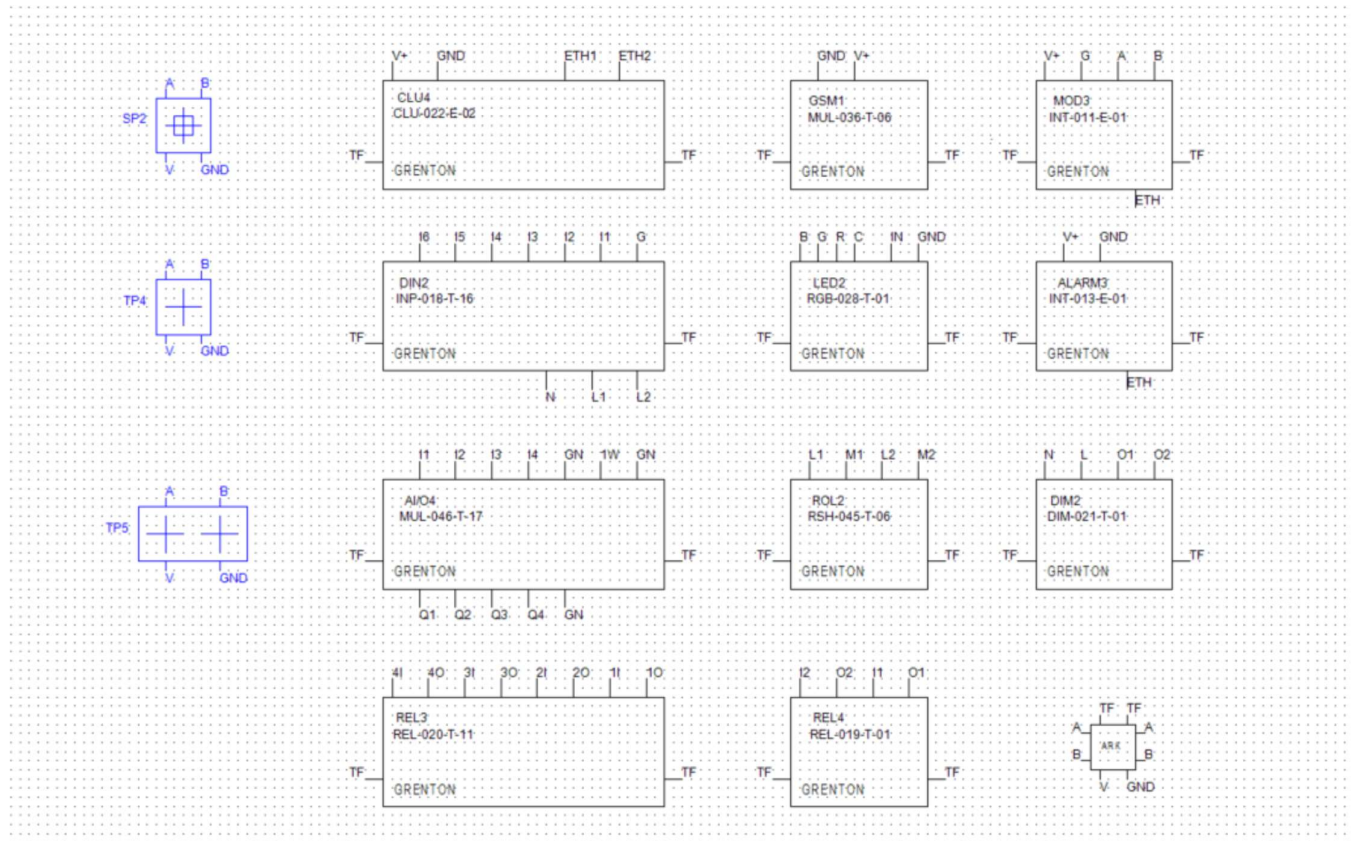 V+ GND ETH1 ETH2
GND V+
V+ G A B
A B
SP2
V GND
CLU4
CLU-022-E-02
TF TF
GRENTON
GSM1
MUL-036-T-06
TF TF
GRENTON
MOD3
INT-011-E-01
TF TF
GRENTON
ETH
A B
TP4
V GND
I6 I5 I4 I3 I2 I1 G
DIN2
INP-018-T-16
TF TF
GRENTON
N L1 L2
B G R C IN GND
LED2
RGB-028-T-01
TF TF
GRENTON
V+ GND
ALARM3
INT-013-E-01
TF TF
GRENTON
ETH
A B
TP5
V GND
I1 I2 I3 I4 GN 1W GN
AI/O4
MUL-046-T-17
TF TF
GRENTON
Q1 Q2 Q3 Q4 GN
L1 M1 L2 M2
ROL2
RSH-045-T-06
TF TF
GRENTON
N L O1 O2
DIM2
DIM-021-T-01
TF TF
GRENTON
4I 4O 3I 3O 2I 2O 1I 1O
REL3
REL-020-T-11
TF TF
GRENTON
I2 O2 I1 O1
REL4
REL-019-T-01
TF TF
GRENTON
TF TF
A A
ARK
B B
V GND